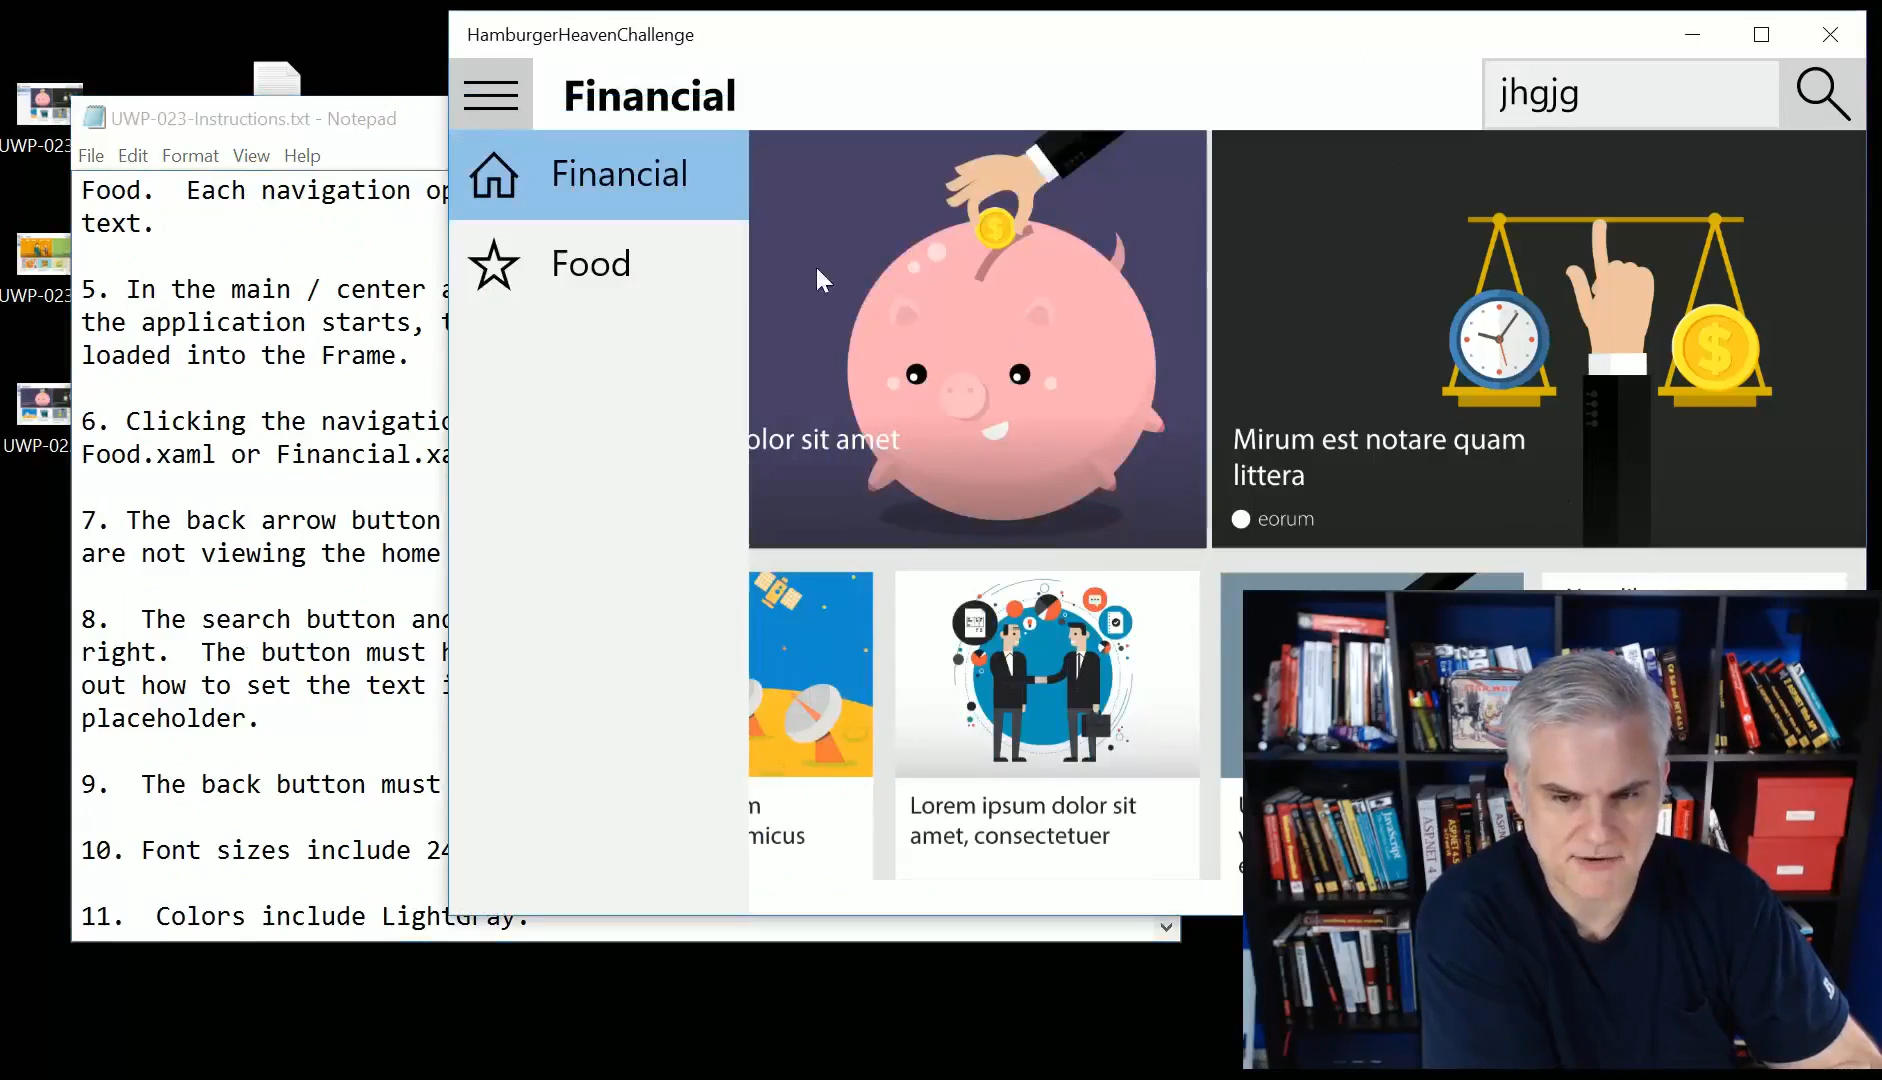 HamburgerHeavenChallenge
Financial
jhgjg
UWP-023-Instructions.txt - Notepad
File Edit Format View Help
Food.  Each navigation op
text.
5. In the main / center a
the application starts, t
loaded into the Frame.
6. Clicking the navigatio
Food.xaml or Financial.xa
7. The back arrow button
are not viewing the home
8.  The search button and
right.  The button must h
out how to set the text i
placeholder.
9.  The back button must
10. Font sizes include 24
11.  Colors include LightGray.
UWP-023
UWP-023
UWP-02
Financial
Food
olor sit amet
Mirum est notare quam
littera
eorum
m
micus
Lorem ipsum dolor sit
amet, consectetuer